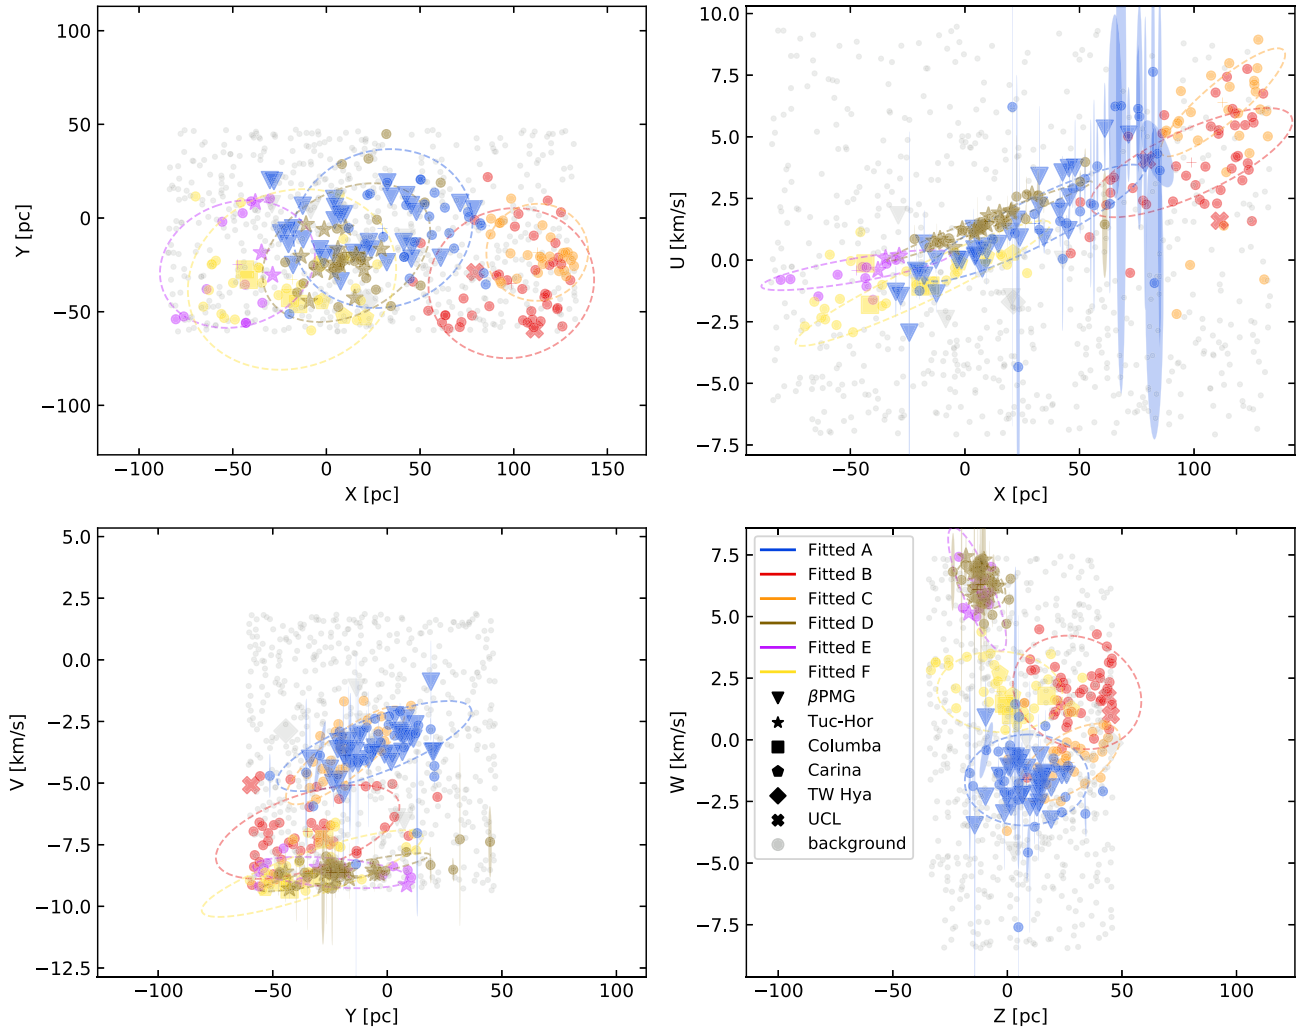 100
50
0
−50
−100
Y [pc]
−100
−50
0
50
100
150
X [pc]
10.0
7.5
5.0
2.5
0.0
−2.5
−5.0
−7.5
U [km/s]
−50
0
50
100
X [pc]
5.0
2.5
0.0
−2.5
−5.0
−7.5
−10.0
−12.5
V [km/s]
−100
−50
0
50
100
Y [pc]
7.5
5.0
2.5
0.0
−2.5
−5.0
−7.5
W [km/s]
Fitted A
Fitted B
Fitted C
Fitted D
Fitted E
Fitted F
βPMG
Tuc-Hor
Columba
Carina
TW Hya
UCL
background
−100
−50
0
50
100
Z [pc]